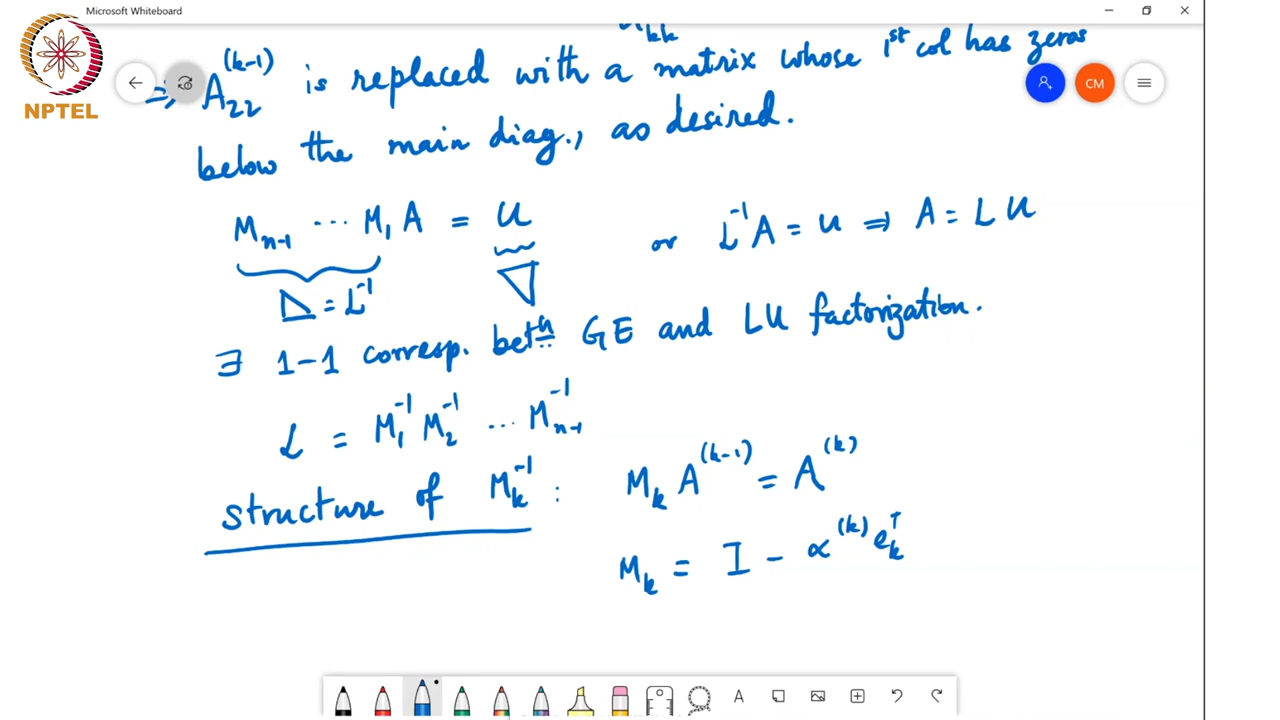 Microsoft Whiteboard
a_kk
⇒ A_22^(k-1) is replaced with a matrix whose 1st col has zeros
NPTEL
CM
below the main diag., as desired.
M_{n-1} ... M_1 A = U or L^{-1} A = U ⇒ A = L U
= L^{-1}
∃ 1-1 corresp. betn GE and LU factorization.
L = M_1^{-1} M_2^{-1} ... M_{n-1}^{-1}
structure of M_k^{-1} : M_k A^(k-1) = A^(k)
M_k = I - α^(k) e_k^T
A